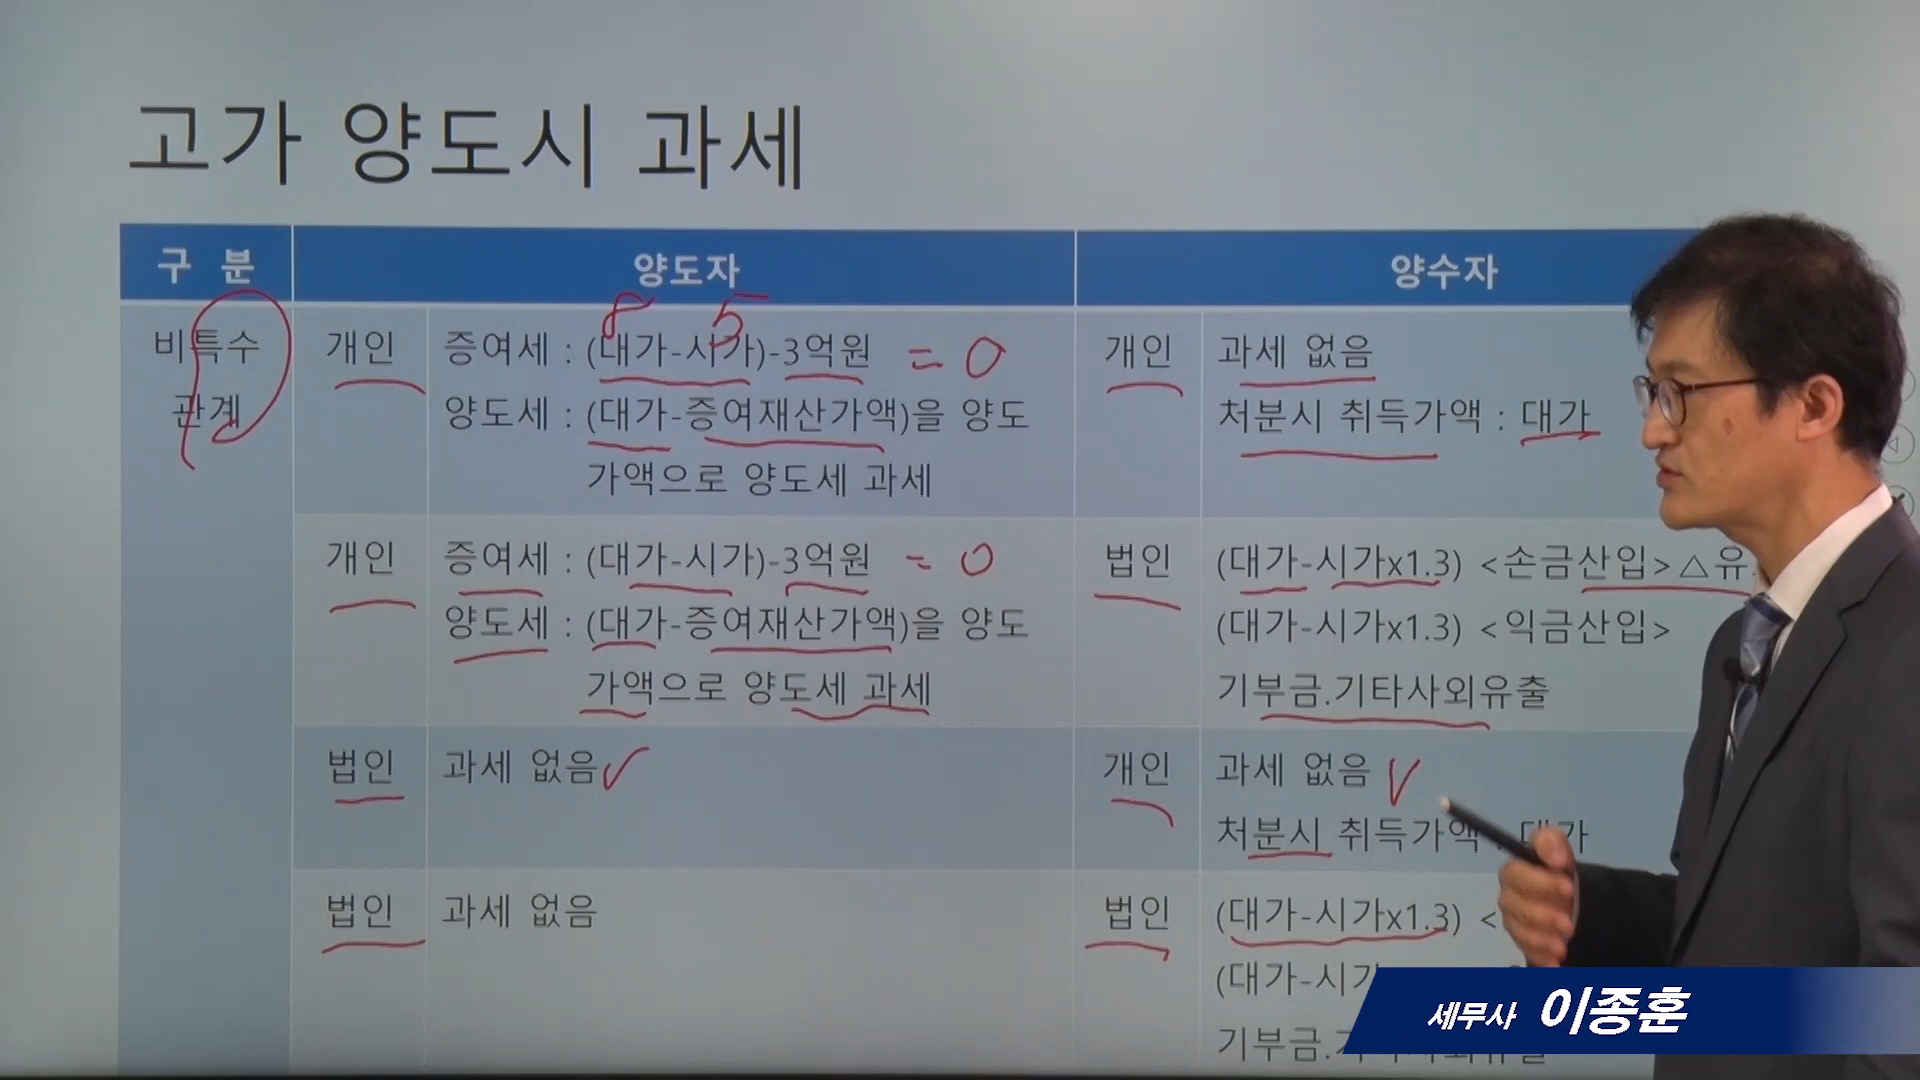 고가 양도시 과세
구 분 양도자 양수자
8 5
비특수 개인 증여세 : (대가-시가)-3억원 = 0 개인 과세 없음
관계 양도세 : (대가-증여재산가액)을 양도 처분시 취득가액 : 대가
가액으로 양도세 과세
개인 증여세 : (대가-시가)-3억원 = 0 법인 (대가-시가x1.3) <손금산입>△유
양도세 : (대가-증여재산가액)을 양도 (대가-시가x1.3) <익금산입>
가액으로 양도세 과세 기부금.기타사외유출
법인 과세 없음 개인 과세 없음
처분시 취득가액 : 대가
법인 과세 없음 법인 (대가-시가x1.3) <
(대가-시가
기부금.
세무사 이종훈